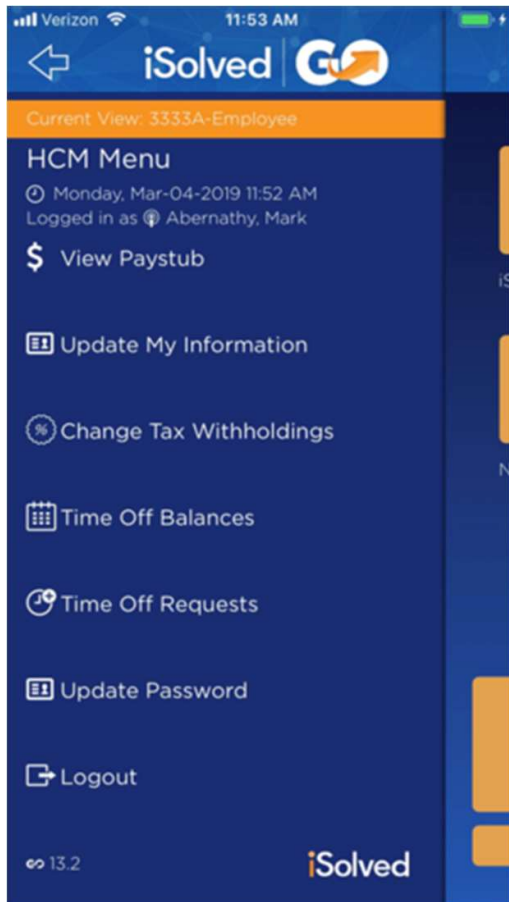 Verizon 11:53 AM
iSolved GO
Current View: 3333A-Employee
HCM Menu
Monday, Mar-04-2019 11:52 AM
Logged in as Abernathy, Mark
$ View Paystub
Update My Information
% Change Tax Withholdings
Time Off Balances
Time Off Requests
Update Password
Logout
13.2 iSolved